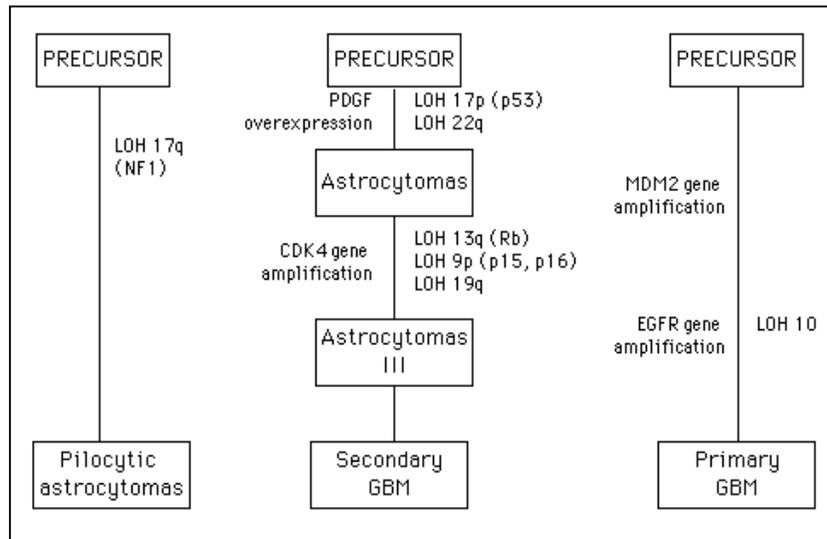 PRECURSOR
LOH 17q
(NF1)
Pilocytic
astrocytomas
PRECURSOR
PDGF
overexpression
LOH 17p (p53)
LOH 22q
Astrocytomas
CDK4 gene
amplification
LOH 13q (Rb)
LOH 9p (p15, p16)
LOH 19q
Astrocytomas
III
Secondary
GBM
PRECURSOR
MDM2 gene
amplification
EGFR gene
amplification
LOH 10
Primary
GBM